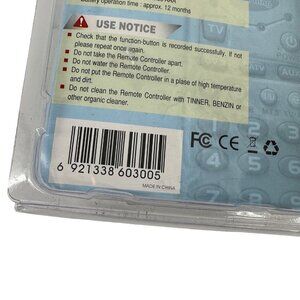 Battery operation time : approx. 12 months
USE NOTICE
Check that the function-button is recorded successfully. If not
please repeat once again.
Do not take the Remote Controller apart.
Do not water the Remote Controller.
Do not put the Remote Controller in a plase of high temperature
and dirt.
Do not clean the Remote Controller with TINNER, BENZIN or
other organic cleaner.
FC CE
6 921338 603005
MADE IN CHINA
TV
ATV
AUX